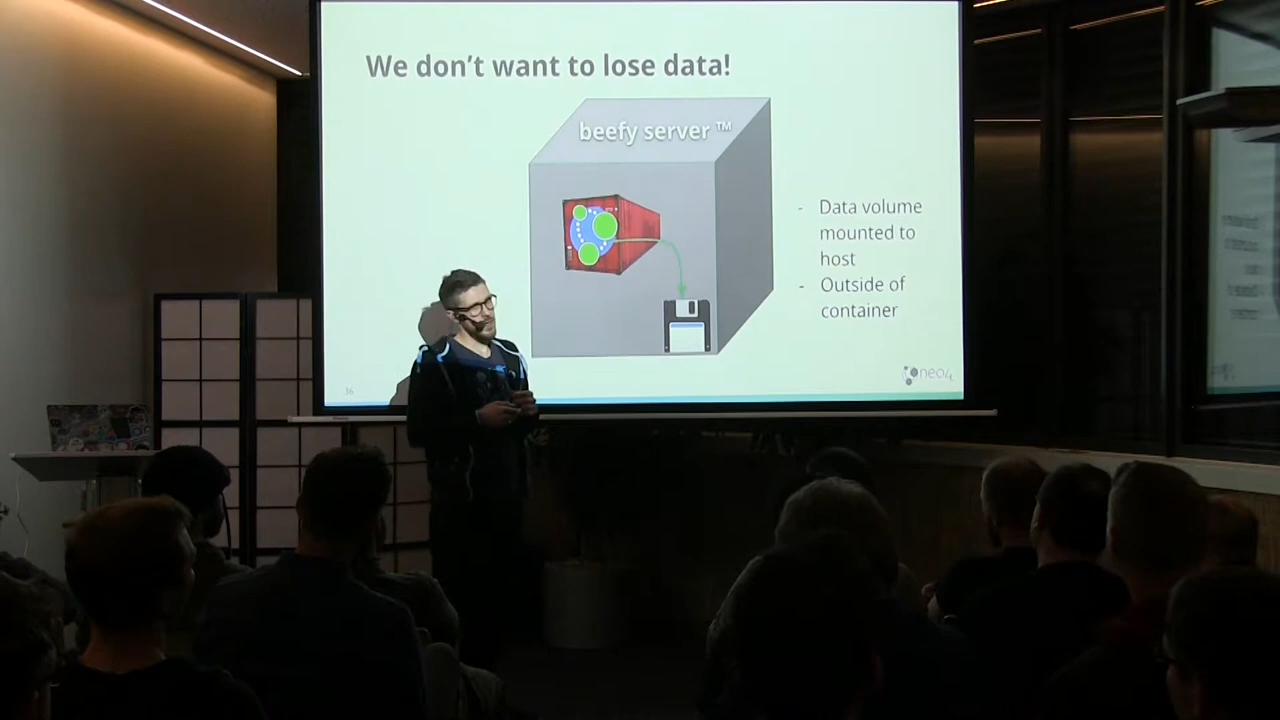 We don't want to lose data!
beefy server ™
- Data volume
mounted to
host
- Outside of
container
neo4j
36